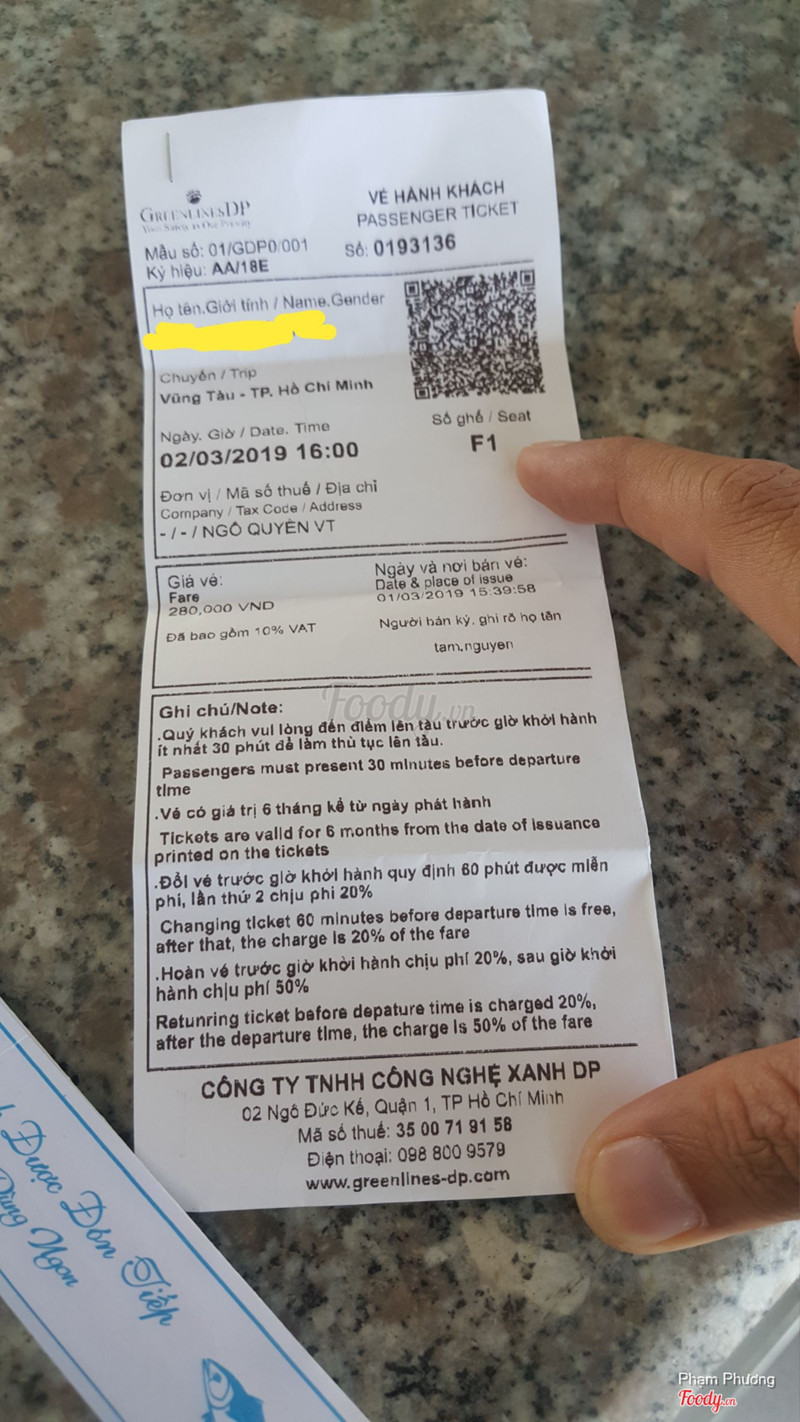 GREENLINESDP
VÉ HÀNH KHÁCH
PASSENGER TICKET
Mẫu số: 01/GDP0/001
Số: 0193136
Ký hiệu: AA/18E
Họ tên.Giới tính / Name.Gender
Chuyến / Trip
Vũng Tàu - TP. Hồ Chí Minh
Số ghế / Seat
F1
Ngày. Giờ / Date. Time
02/03/2019 16:00
Đơn vị / Mã số thuế / Địa chỉ
Company / Tax Code / Address
- / - / NGÔ QUYỀN VT
Giá vé:
Fare
280,000 VND
Đã bao gồm 10% VAT
Ngày và nơi bán vé:
Date & place of issue
01/03/2019 15:39:58
Người bán ký, ghi rõ họ tên
tam.nguyen
Foody.vn
Ghi chú/Note:
.Quý khách vui lòng đến điểm lên tàu trước giờ khởi hành
ít nhất 30 phút để làm thủ tục lên tầu.
Passengers must present 30 minutes before departure
time
.Vé có giá trị 6 tháng kể từ ngày phát hành
Tickets are valid for 6 months from the date of issuance
printed on the tickets
.Đổi vé trước giờ khởi hành quy định 60 phút được miễn
phí, lần thứ 2 chịu phí 20%
Changing ticket 60 minutes before departure time is free,
after that, the charge is 20% of the fare
.Hoàn vé trước giờ khởi hành chịu phí 20%, sau giờ khởi
hành chịu phí 50%
Retunring ticket before depature time is charged 20%,
after the departure time, the charge is 50% of the fare
CÔNG TY TNHH CÔNG NGHỆ XANH DP
02 Ngô Đức Kế, Quận 1, TP Hồ Chí Minh
Mã số thuế: 35 00 71 91 58
Điện thoại: 098 800 9579
www.greenlines-dp.com
Được Đón Tiếp
Ngon
Phạm Phương
Foody.vn